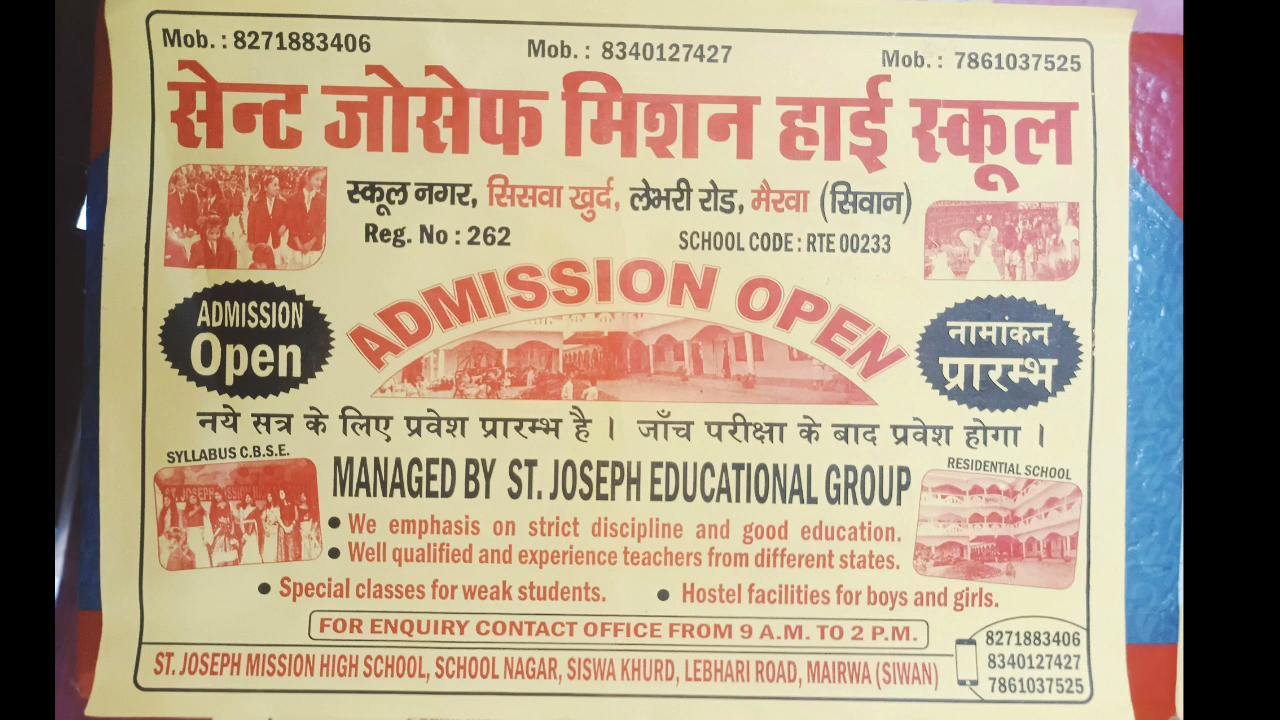 Mob. : 8271883406 Mob. : 8340127427 Mob. : 7861037525
सेन्ट जोसेफ मिशन हाई स्कूल
स्कूल नगर, सिसवा खुर्द, लेभरी रोड, मैरवा (सिवान)
Reg. No : 262 SCHOOL CODE : RTE 00233
ADMISSION OPEN
ADMISSION
Open
नामांकन
प्रारम्भ
नये सत्र के लिए प्रवेश प्रारम्भ है । जाँच परीक्षा के बाद प्रवेश होगा ।
SYLLABUS C.B.S.E.
ST. JOSEPH MISSION
MANAGED BY ST. JOSEPH EDUCATIONAL GROUP
RESIDENTIAL SCHOOL
• We emphasis on strict discipline and good education.
• Well qualified and experience teachers from different states.
• Special classes for weak students. • Hostel facilities for boys and girls.
FOR ENQUIRY CONTACT OFFICE FROM 9 A.M. TO 2 P.M.
ST. JOSEPH MISSION HIGH SCHOOL, SCHOOL NAGAR, SISWA KHURD, LEBHARI ROAD, MAIRWA (SIWAN)
8271883406
8340127427
7861037525